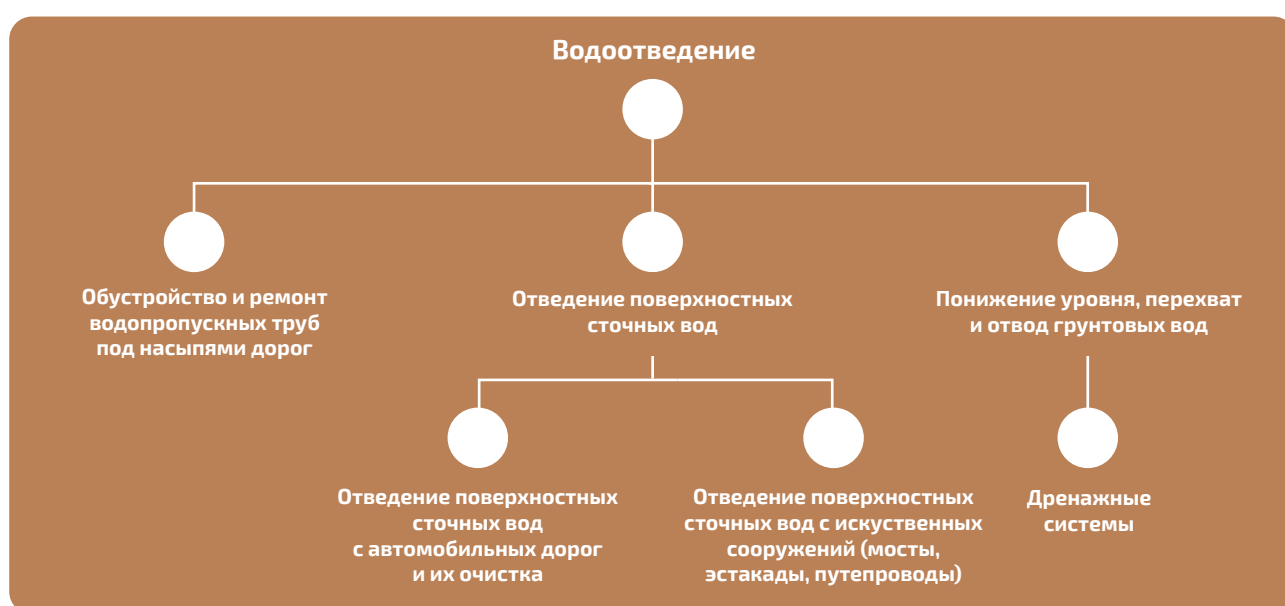 Водоотведение
Обустройство и ремонт
водопропускных труб
под насыпями дорог
Отведение поверхностных
сточных вод
Понижение уровня, перехват
и отвод грунтовых вод
Отведение поверхностных
сточных вод
с автомобильных дорог
и их очистка
Отведение поверхностных
сточных вод с искуственных
сооружений (мосты,
эстакады, путепроводы)
Дренажные
системы